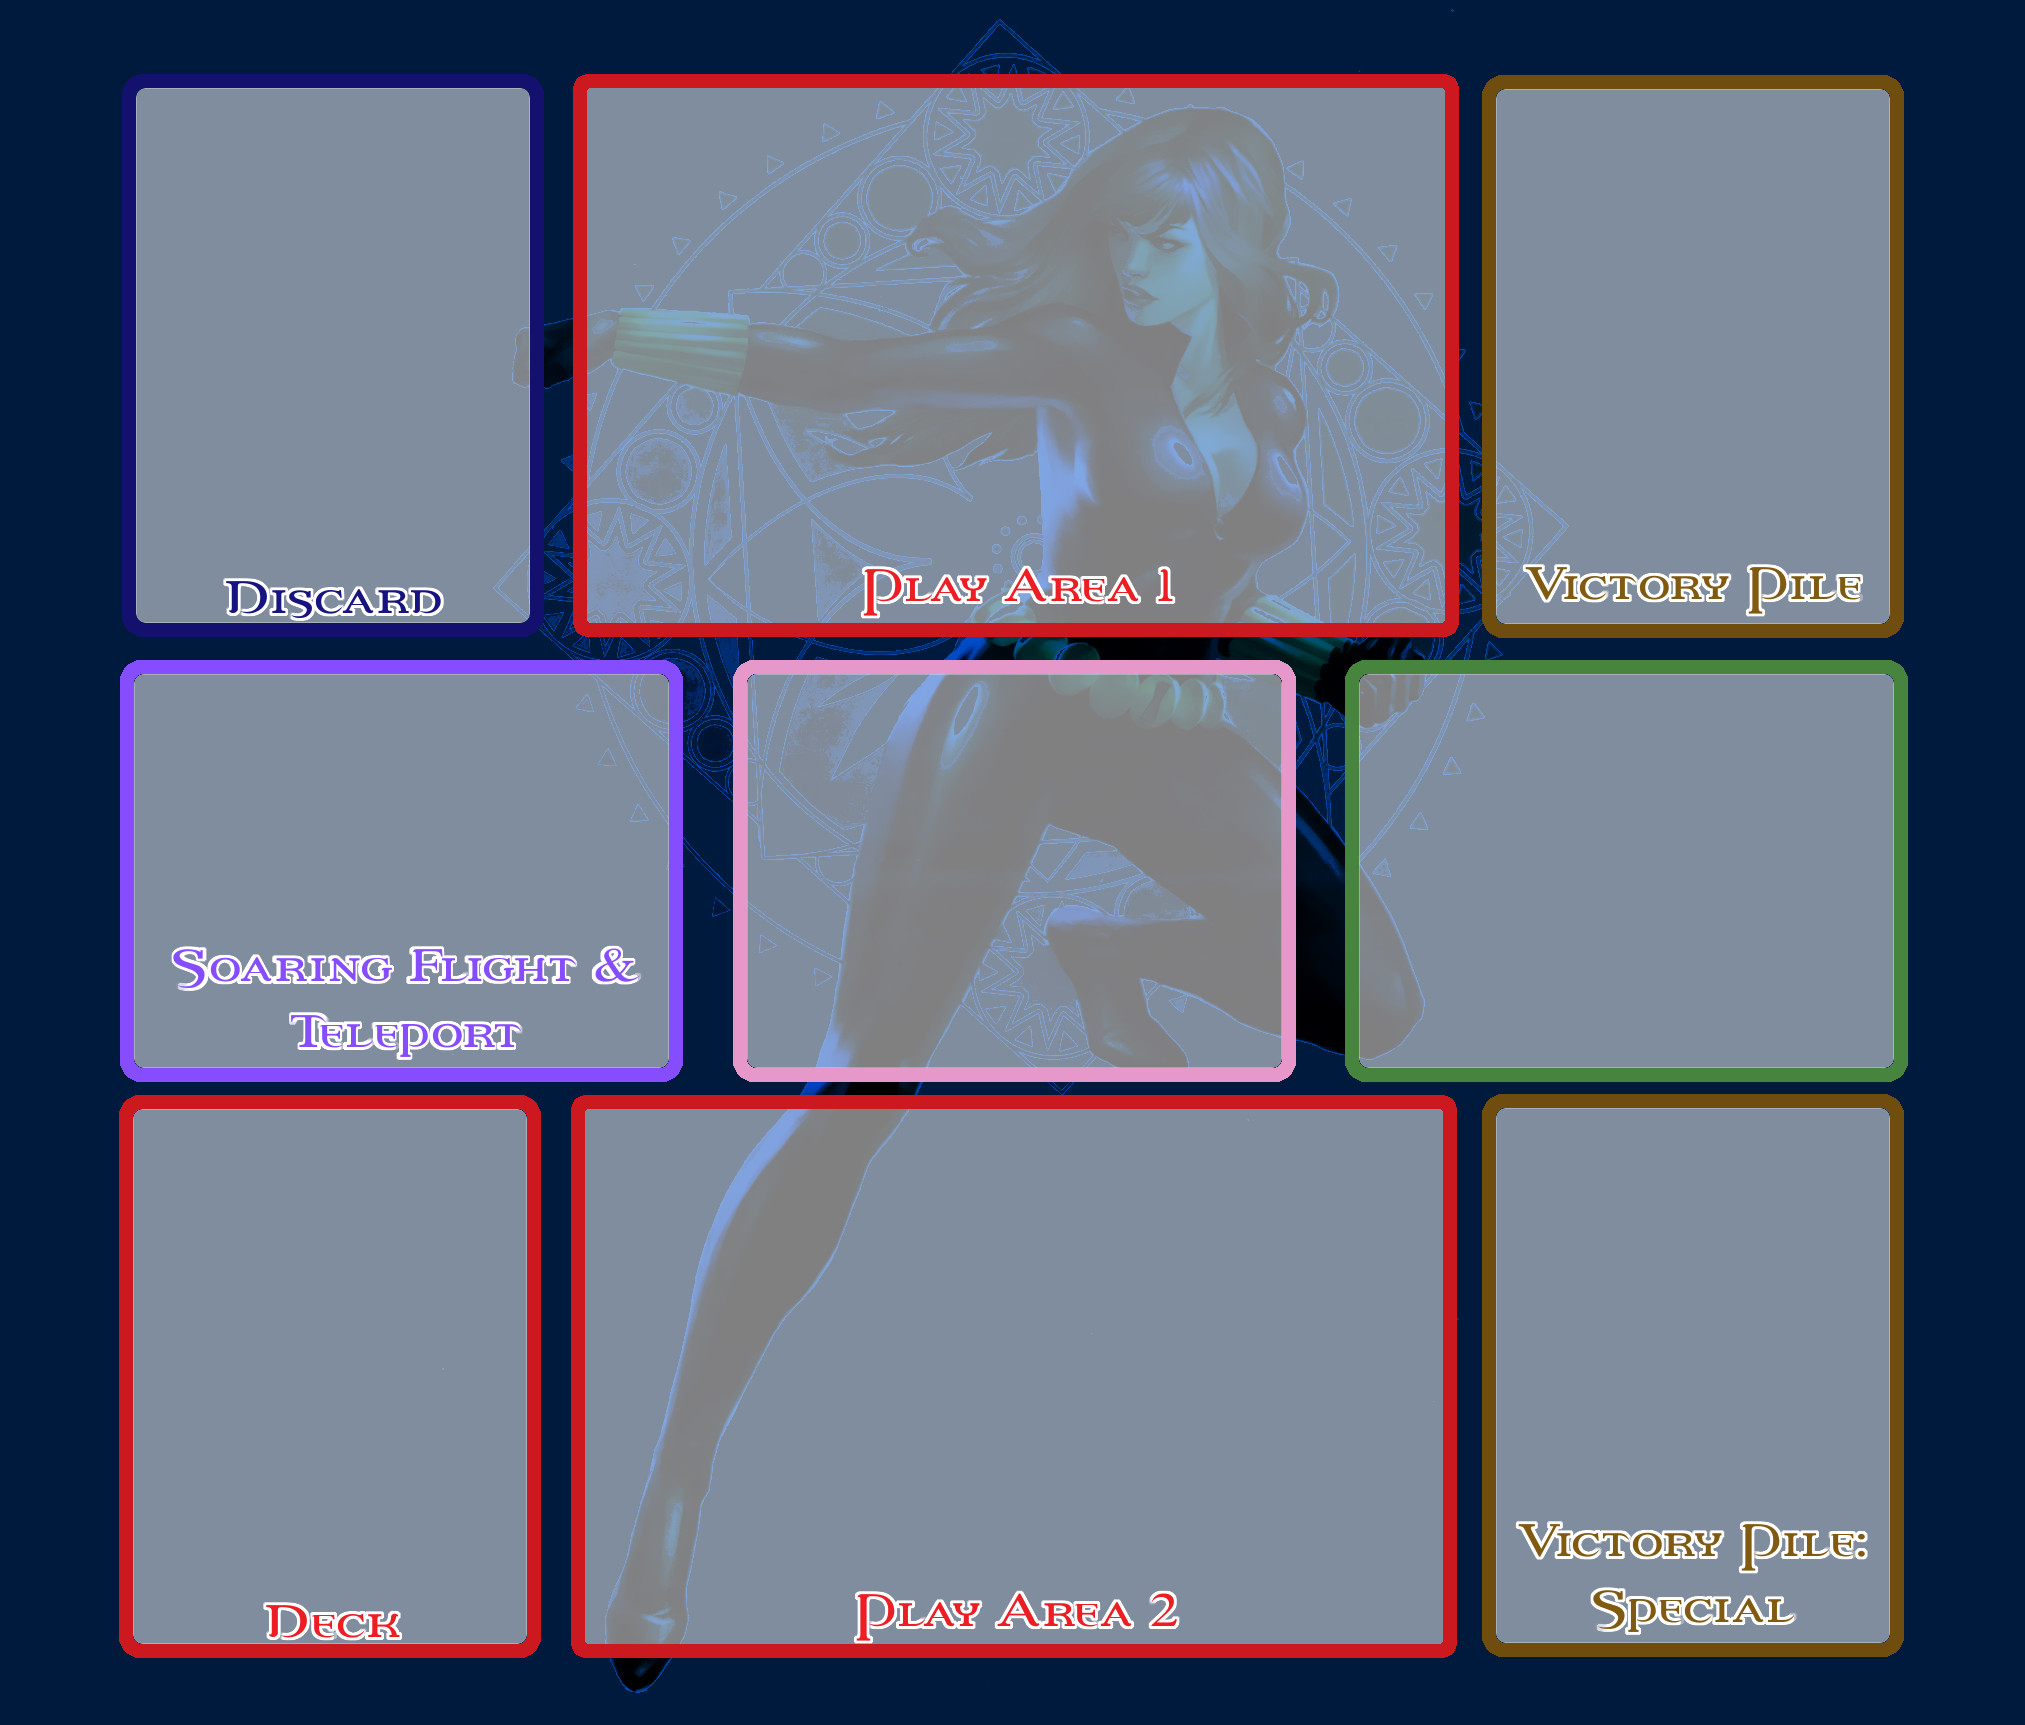 Discard
Play Area 1
Victory Pile
Soaring Flight &
Teleport
Deck
Play Area 2
Victory Pile:
Special